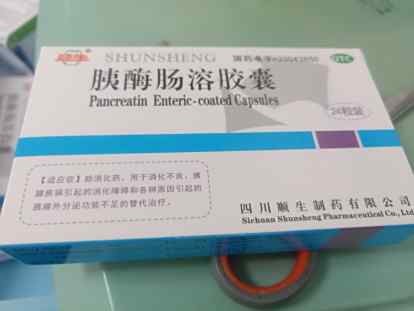 SHUNSHENG
OTC
胰酶肠溶胶囊
Pancreatin Enteric-coated Capsules
24粒装
【适应症】助消化药。用于消化不良,胰
腺疾病引起的消化障碍和各种原因引起的
胰腺外分泌功能不足的替代治疗。
四川顺生制药有限公司
Sichuan Shunsheng Pharmaceutical Co., Ltd